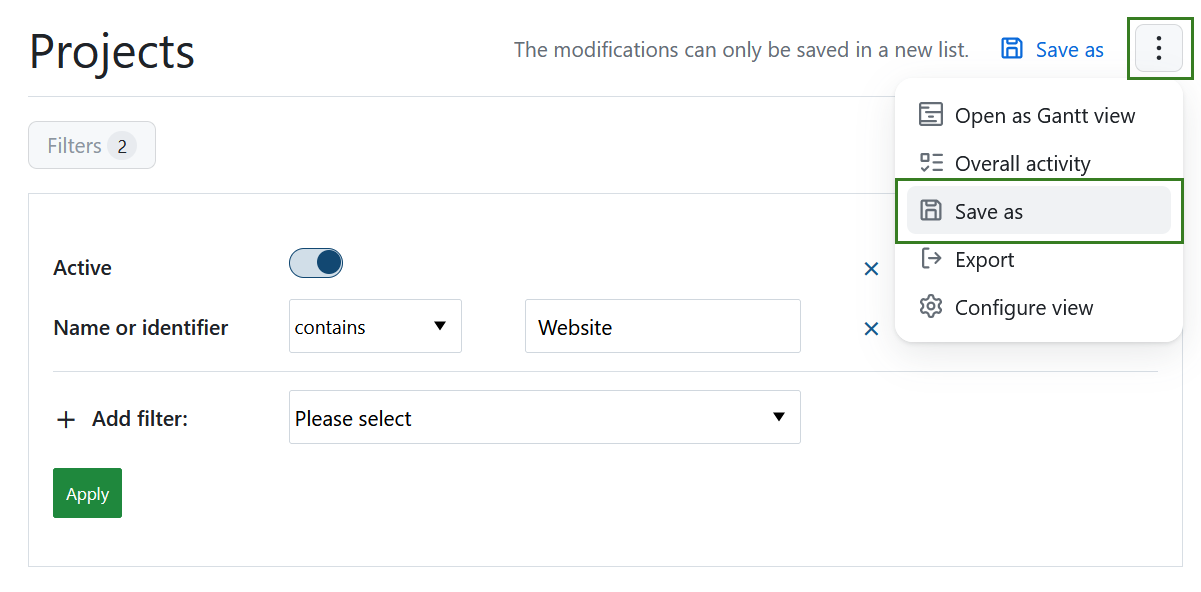 Projects
The modifications can only be saved in a new list.
Save as
Filters 2
Open as Gantt view
Overall activity
Save as
Export
Configure view
Active
Name or identifier contains Website
Add filter: Please select
Apply